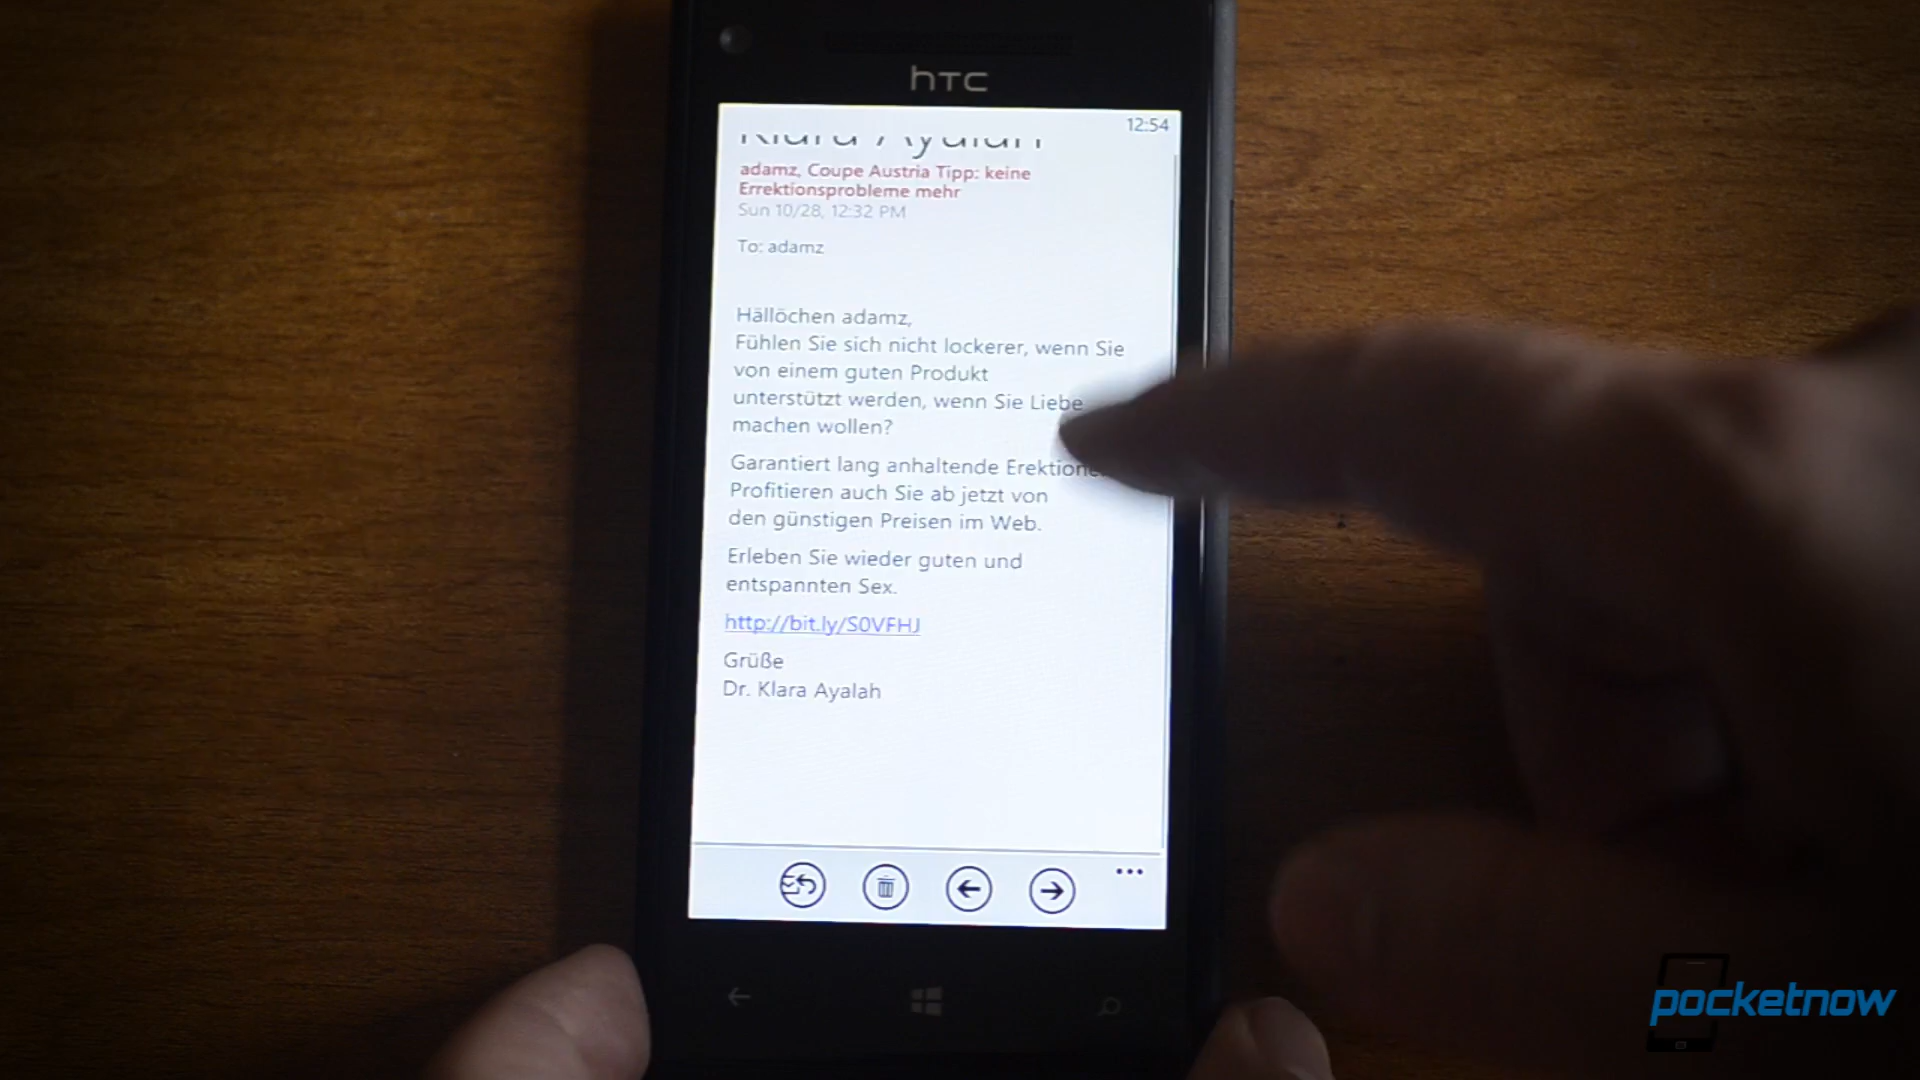 hTC
12:54
Klara Ayalah
adamz, Coupe Austria Tipp: keine
Errektionsprobleme mehr
Sun 10/28, 12:32 PM
To: adamz
Hällöchen adamz,
Fühlen Sie sich nicht lockerer, wenn Sie
von einem guten Produkt
unterstützt werden, wenn Sie Liebe
machen wollen?
Garantiert lang anhaltende
Profitieren auch Sie ab jetzt von
den günstigen Preisen im Web.
Erleben Sie wieder guten und
entspannten Sex.
http://bit.ly/S0VFHJ
Grüße
Dr. Klara Ayalah
pocketnow